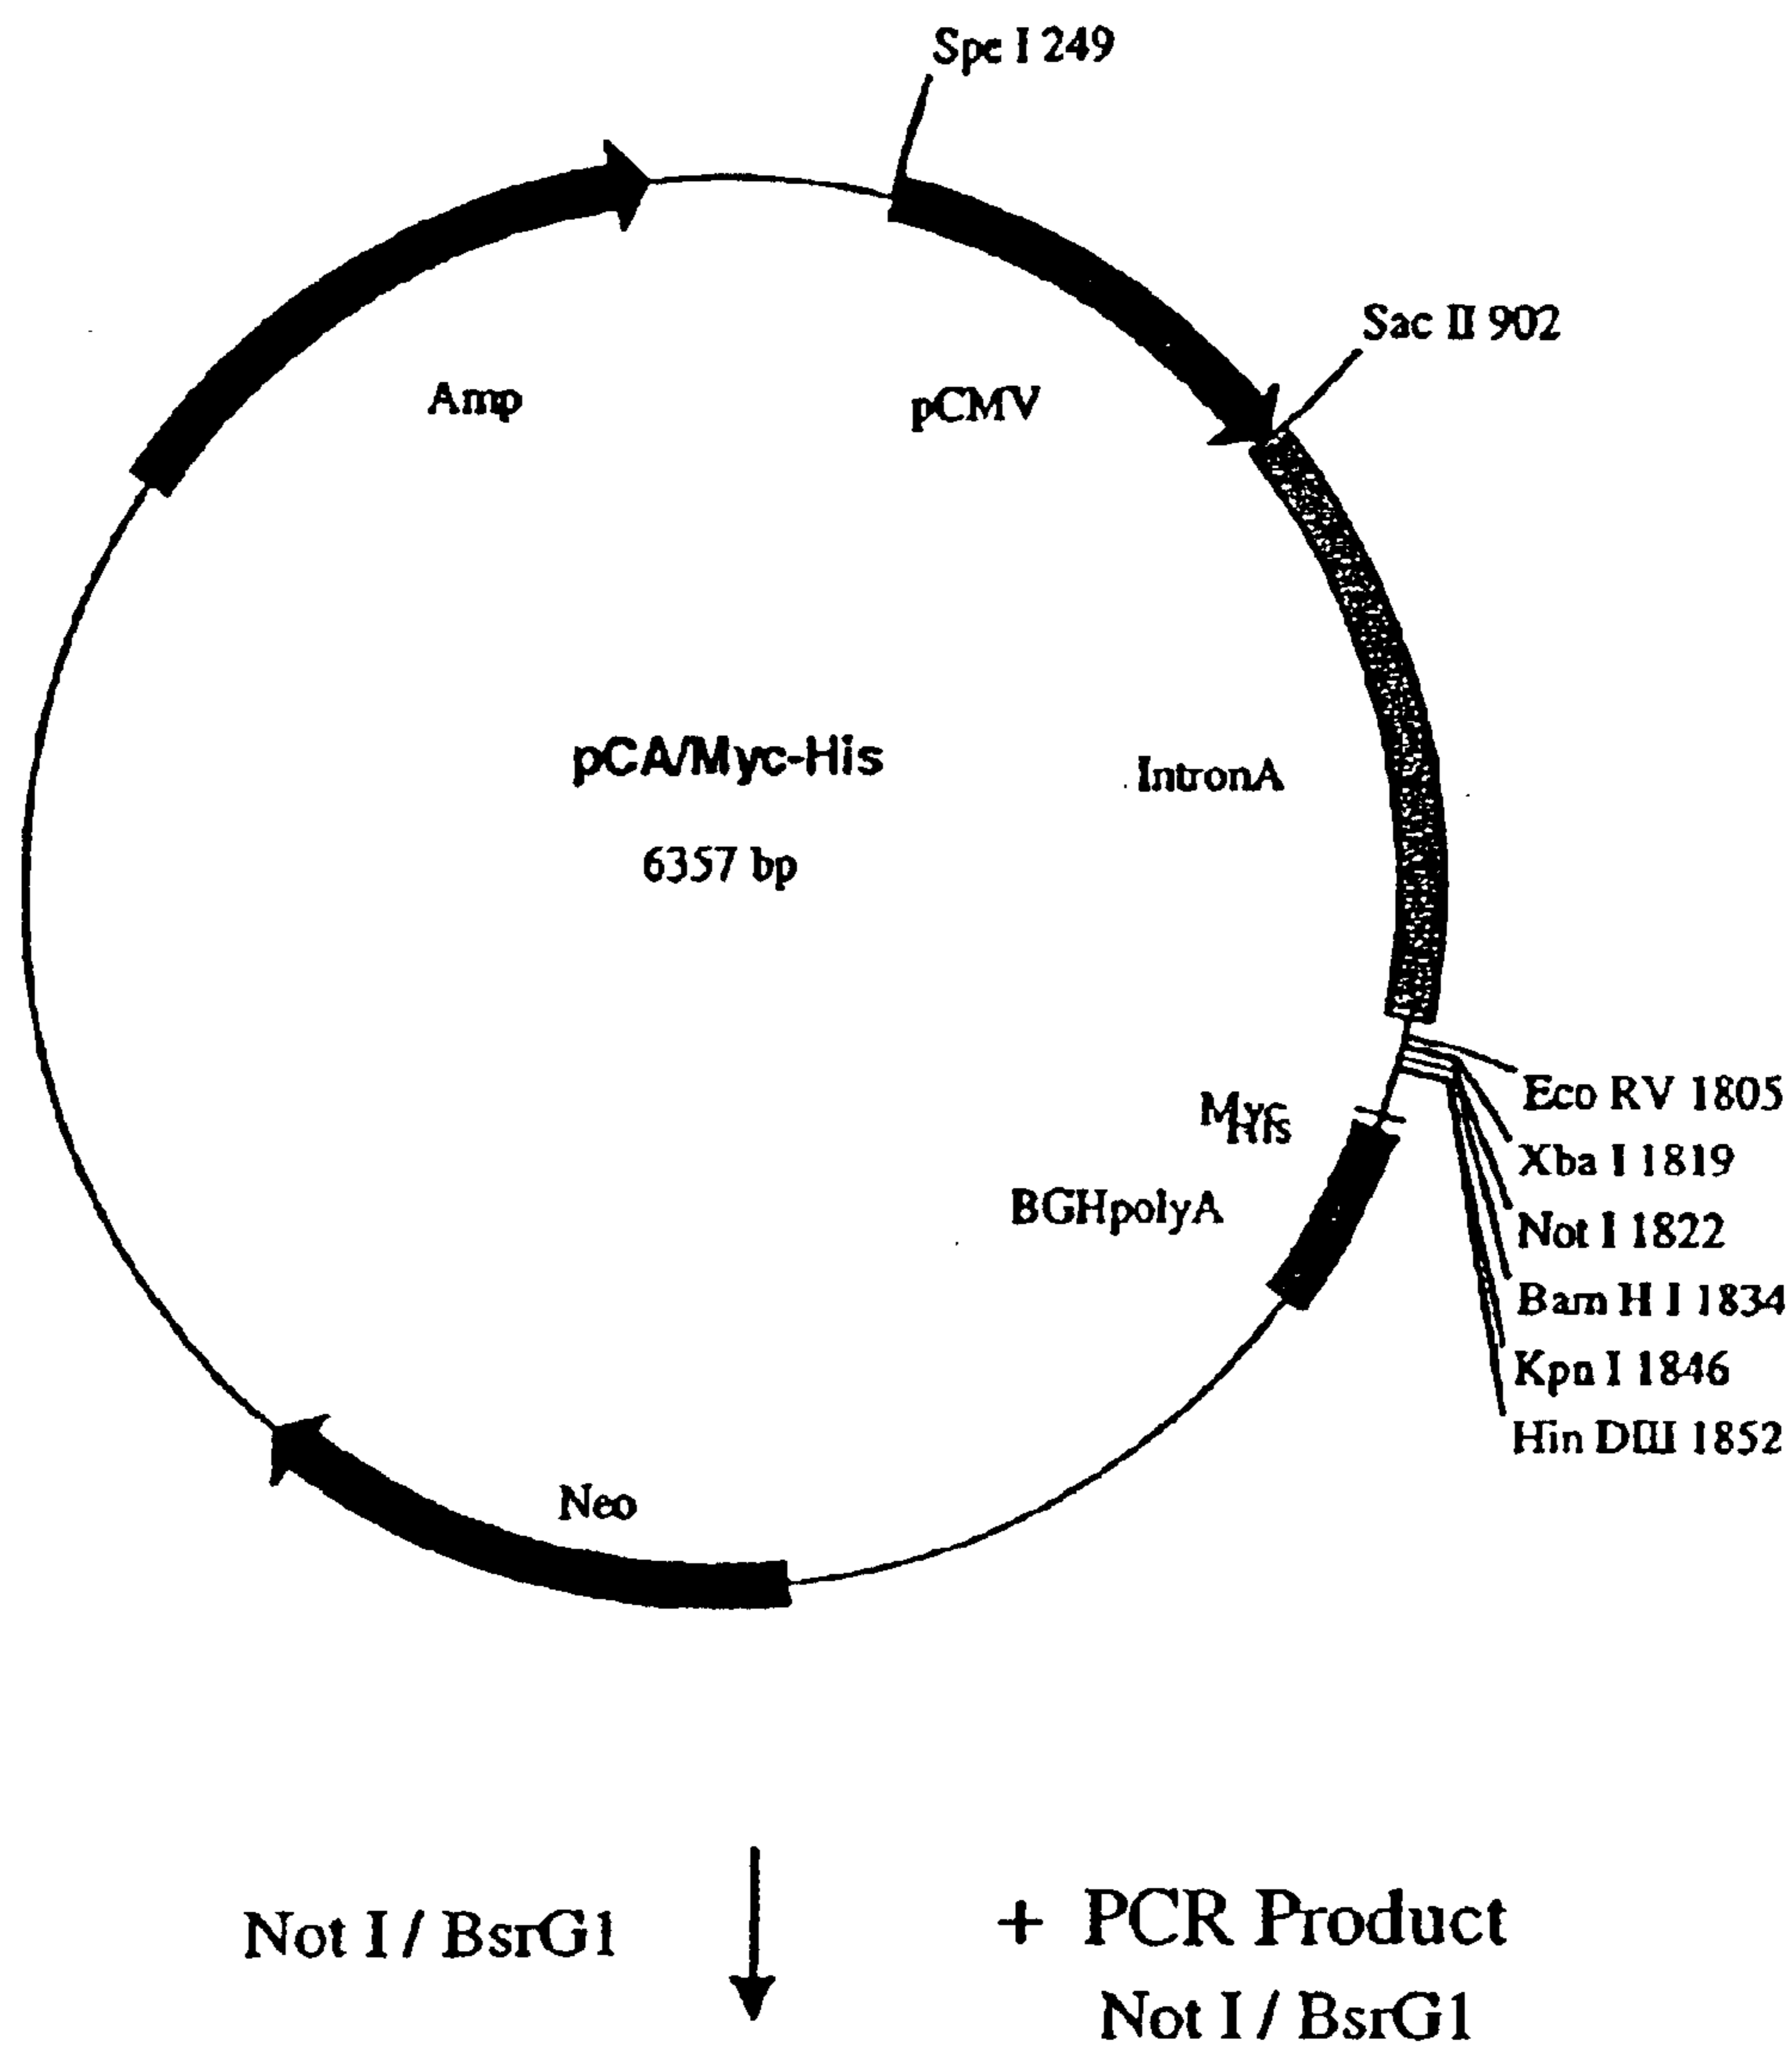 Spe I 249
Sac II 902
Amp
pCMV
pCA/Myc-His
IntronA
6357 bp
Eco RV 1805
Myc
His
Xba I 1819
BGHpolyA
Not I 1822
Bam H I 1834
Kpn I 1846
Hin DIII 1852
Neo
Not I / BsrG1
+ PCR Product
Not I / BsrG1